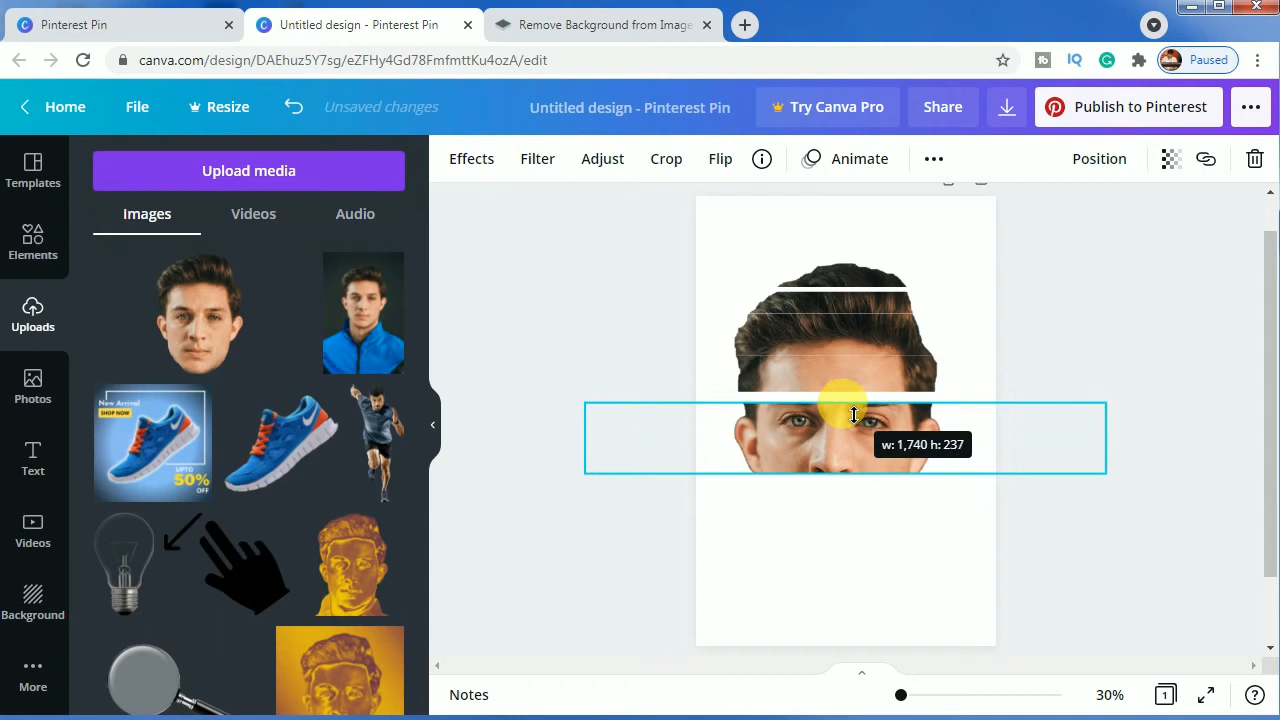 Pinterest Pin
Untitled design - Pinterest Pin
Remove Background from Image
canva.com/design/DAEhuz5Y7sg/eZFHy4Gd78FmfmtBKu4ozA/edit
Paused
Home
File
Resize
Unsaved changes
Untitled design - Pinterest Pin
Try Canva Pro
Share
Publish to Pinterest
Templates
Elements
Uploads
Photos
Text
Videos
Background
More
Upload media
Images
Videos
Audio
New Arrival
SHOP NOW
UPTO
50%
OFF
Effects
Filter
Adjust
Crop
Flip
Animate
Position
w: 1,740 h: 237
Notes
30%
1